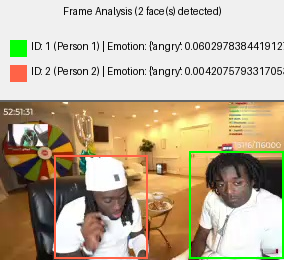 Frame Analysis (2 face(s) detected)
ID: 1 (Person 1) | Emotion: {'angry': 0.060297838441912
ID: 2 (Person 2) | Emotion: {'angry': 0.004207579331705
52:51:31
/116000